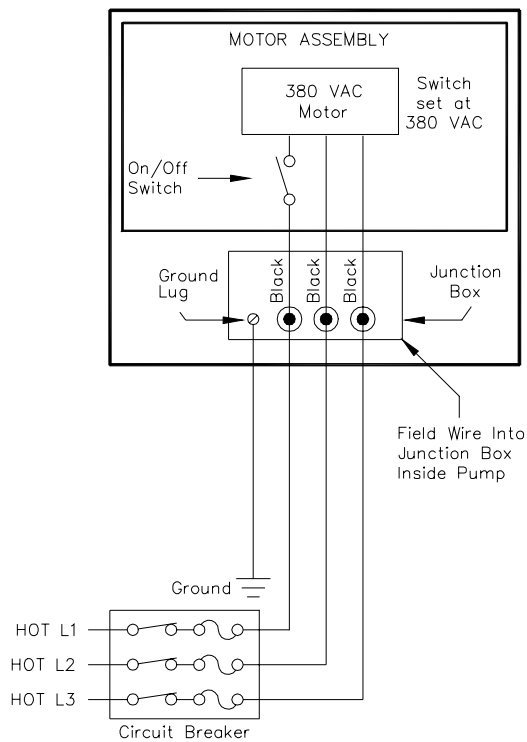 MOTOR ASSEMBLY
380 VAC
Motor
Switch
set at
380 VAC
On/Off
Switch
Ground
Lug
Black
Black
Black
Junction
Box
Field Wire Into
Junction Box
Inside Pump
Ground
HOT L1
HOT L2
HOT L3
Circuit Breaker